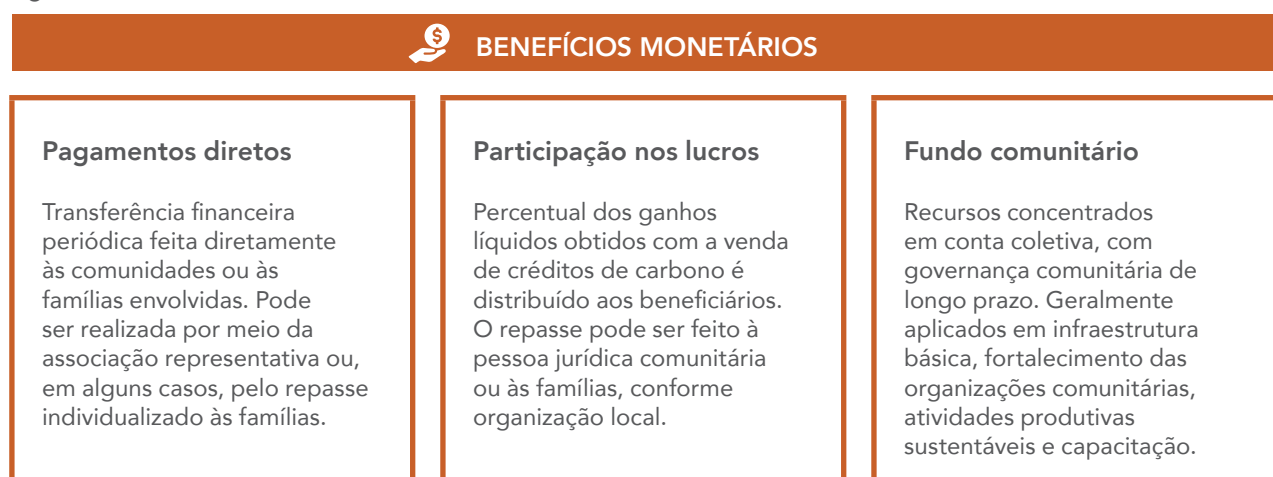 BENEFÍCIOS MONETÁRIOS
Pagamentos diretos
Transferência financeira
periódica feita diretamente
às comunidades ou às
famílias envolvidas. Pode
ser realizada por meio da
associação representativa ou,
em alguns casos, pelo repasse
individualizado às famílias.
Participação nos lucros
Percentual dos ganhos
líquidos obtidos com a venda
de créditos de carbono é
distribuído aos beneficiários.
O repasse pode ser feito à
pessoa jurídica comunitária
ou às famílias, conforme
organização local.
Fundo comunitário
Recursos concentrados
em conta coletiva, com
governança comunitária de
longo prazo. Geralmente
aplicados em infraestrutura
básica, fortalecimento das
organizações comunitárias,
atividades produtivas
sustentáveis e capacitação.